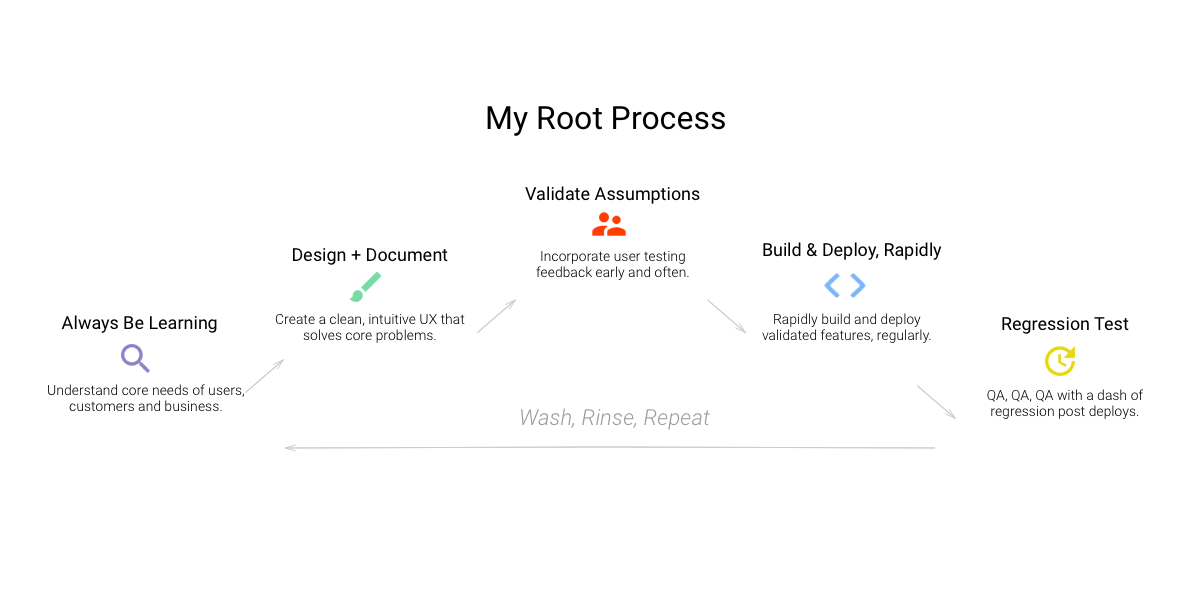 My Root Process
Always Be Learning
Understand core needs of users,
customers and business.
Design + Document
Create a clean, intuitive UX that
solves core problems.
Validate Assumptions
Incorporate user testing
feedback early and often.
Build & Deploy, Rapidly
Rapidly build and deploy
validated features, regularly.
Regression Test
QA, QA, QA with a dash of
regression post deploys.
Wash, Rinse, Repeat